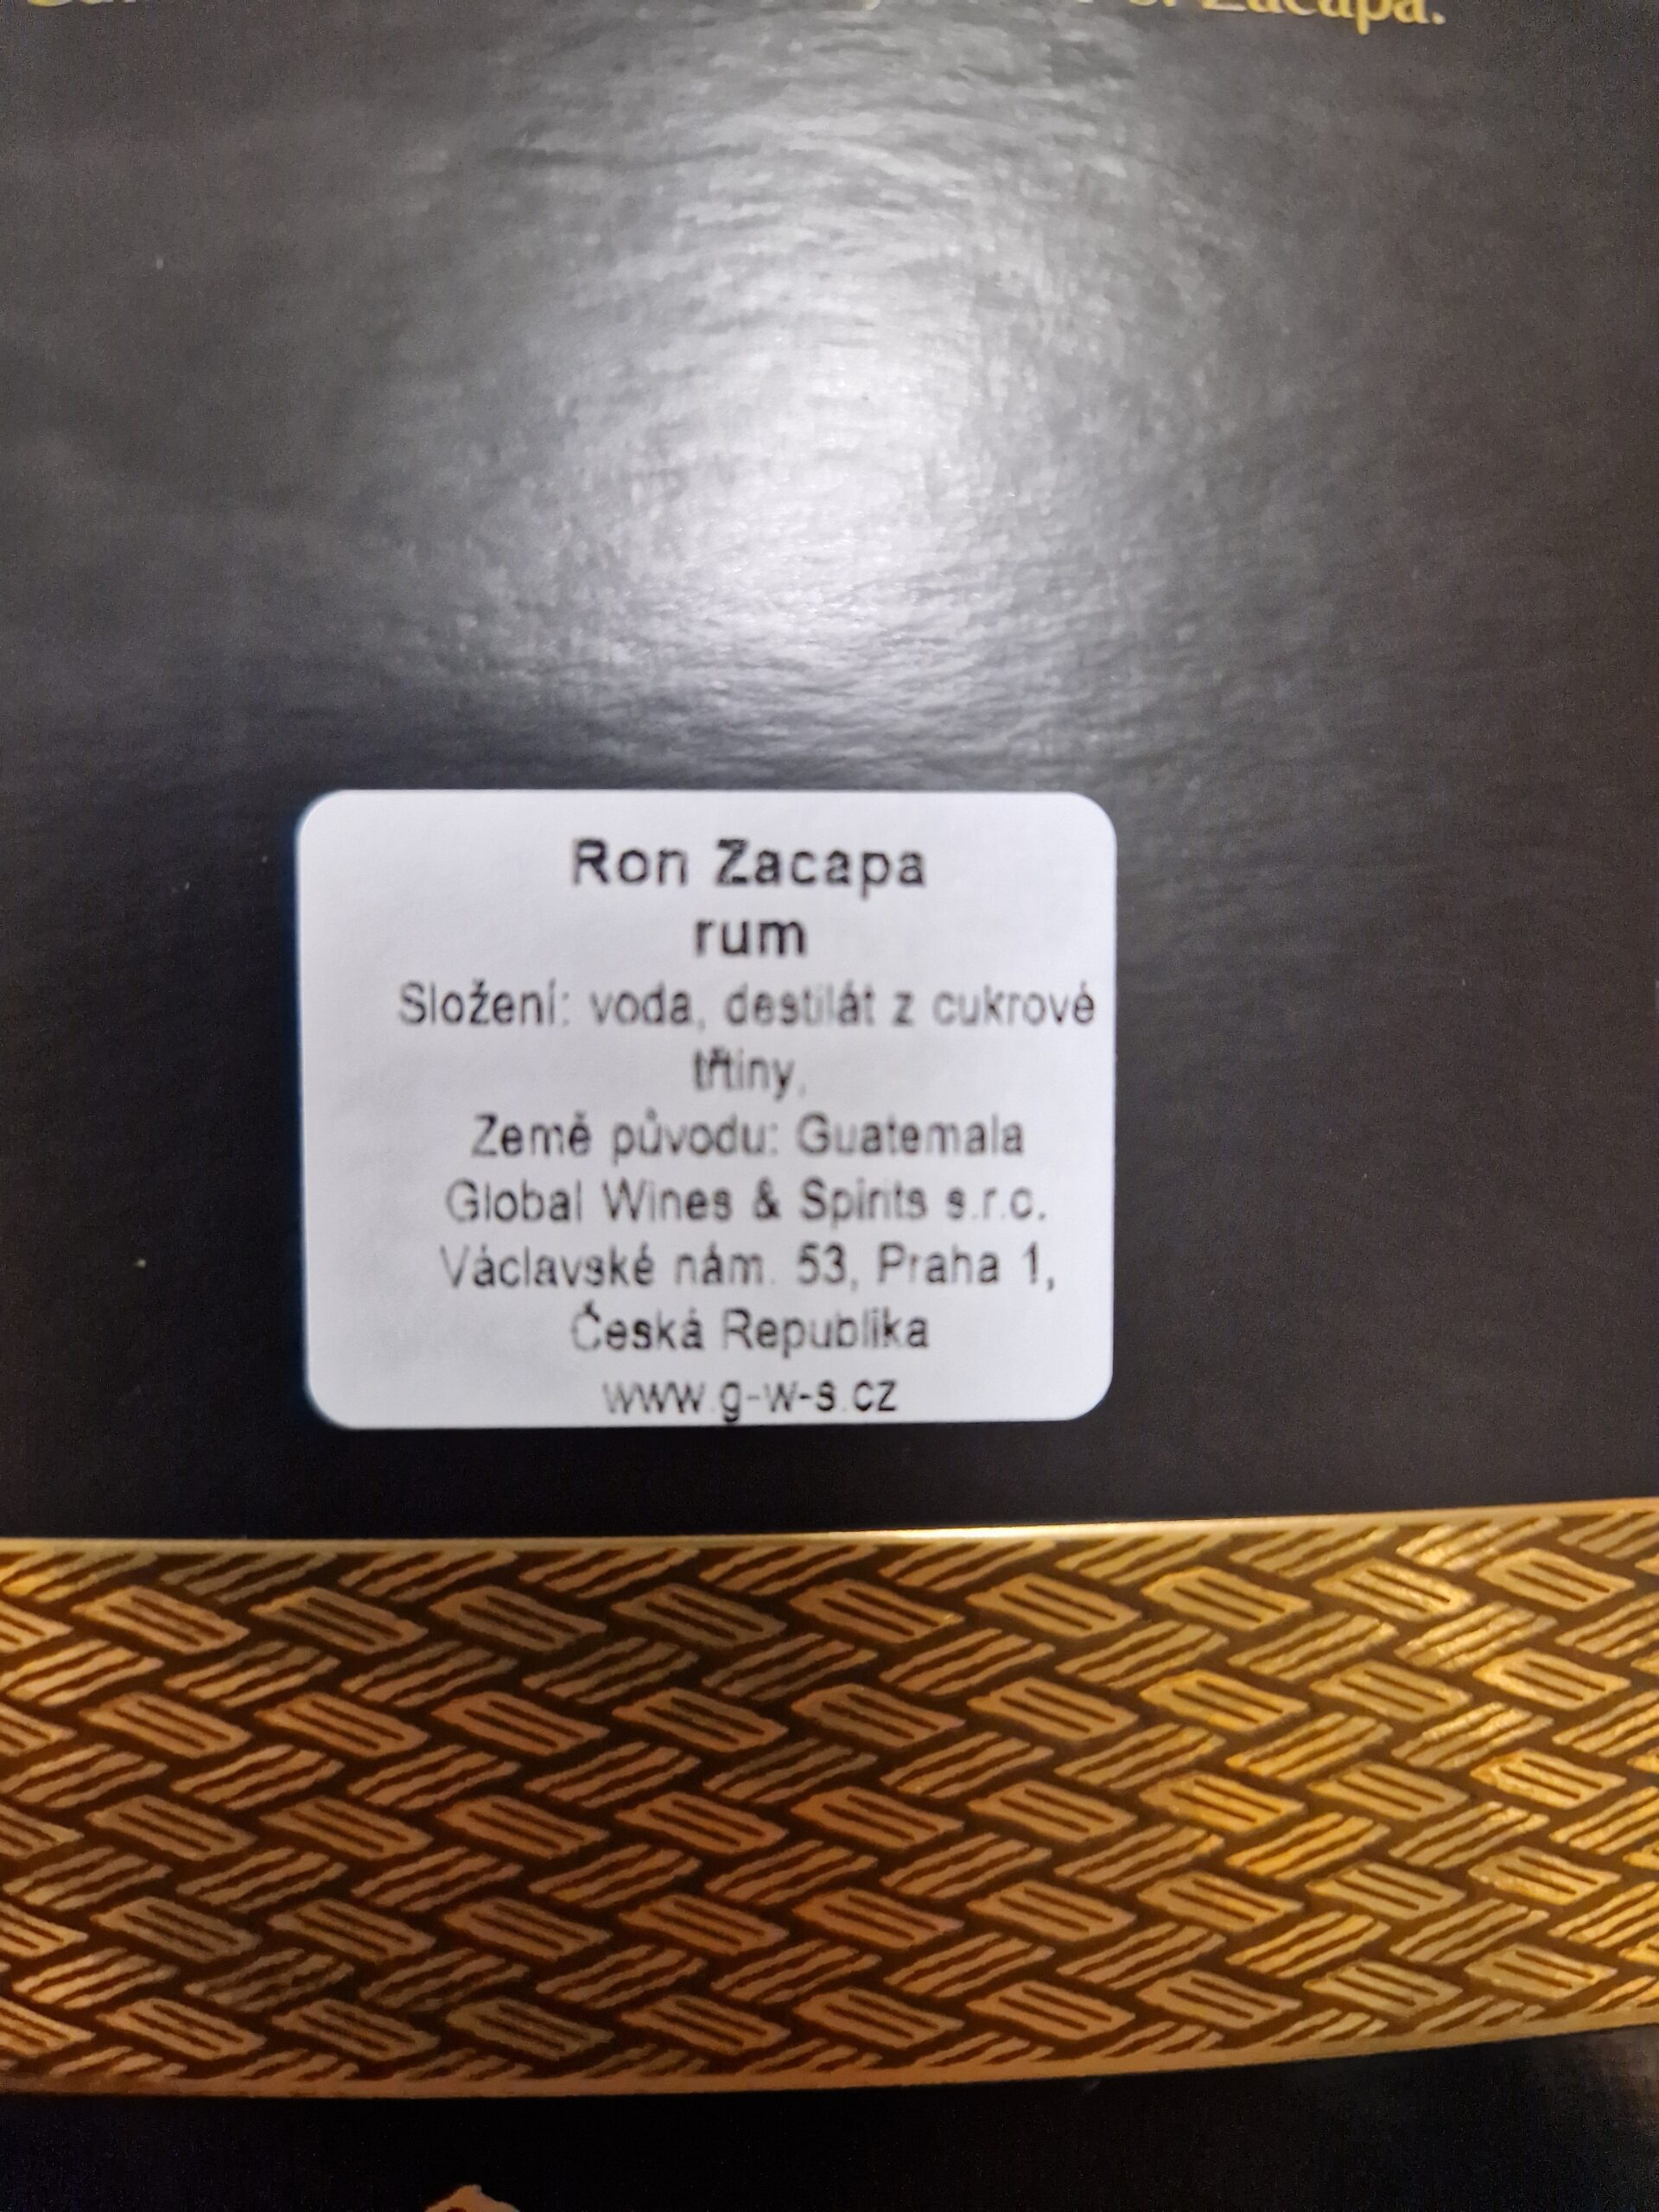 Zacapa.
Ron Zacapa
rum
Složení: voda, destilát z cukrové
třtiny,
Země původu: Guatemala
Global Wines & Spirits s.r.o.
Václavské nám. 53, Praha 1,
Česká Republika
www.g-w-s.cz